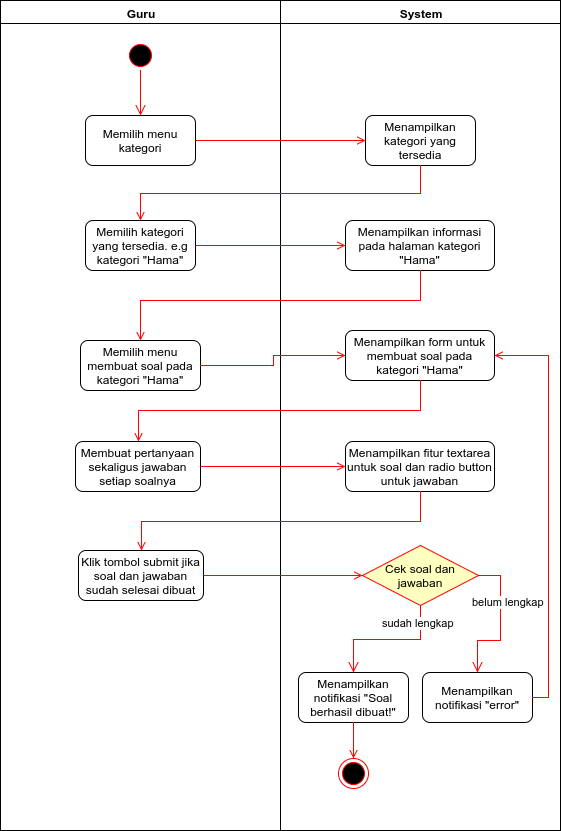 Guru
System
Memilih menu
kategori
Menampilkan
kategori yang
tersedia
Memilih kategori
yang tersedia. e.g
kategori "Hama"
Menampilkan informasi
pada halaman kategori
"Hama"
Memilih menu
membuat soal pada
kategori "Hama"
Menampilkan form untuk
membuat soal pada
kategori "Hama"
Membuat pertanyaan
sekaligus jawaban
setiap soalnya
Menampilkan fitur textarea
untuk soal dan radio button
untuk jawaban
Klik tombol submit jika
soal dan jawaban
sudah selesai dibuat
Cek soal dan
jawaban
belum lengkap
sudah lengkap
Menampilkan
notifikasi "Soal
berhasil dibuat!"
Menampilkan
notifikasi "error"